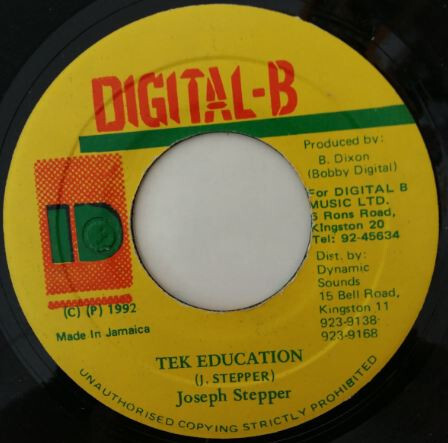 DIGITAL-B
Produced by:
B. Dixon
(Bobby Digital)
For DIGITAL B
MUSIC LTD.
6 Rons Road,
Kingston 20
Tel: 92-45634
Dist. by:
Dynamic
Sounds
15 Bell Road,
Kingston 11
923-9138-
923-9168
(C) (P) 1992
Made In Jamaica
TEK EDUCATION
(J. STEPPER)
Joseph Stepper
UNAUTHORISED COPYING STRICTLY PROHIBITED